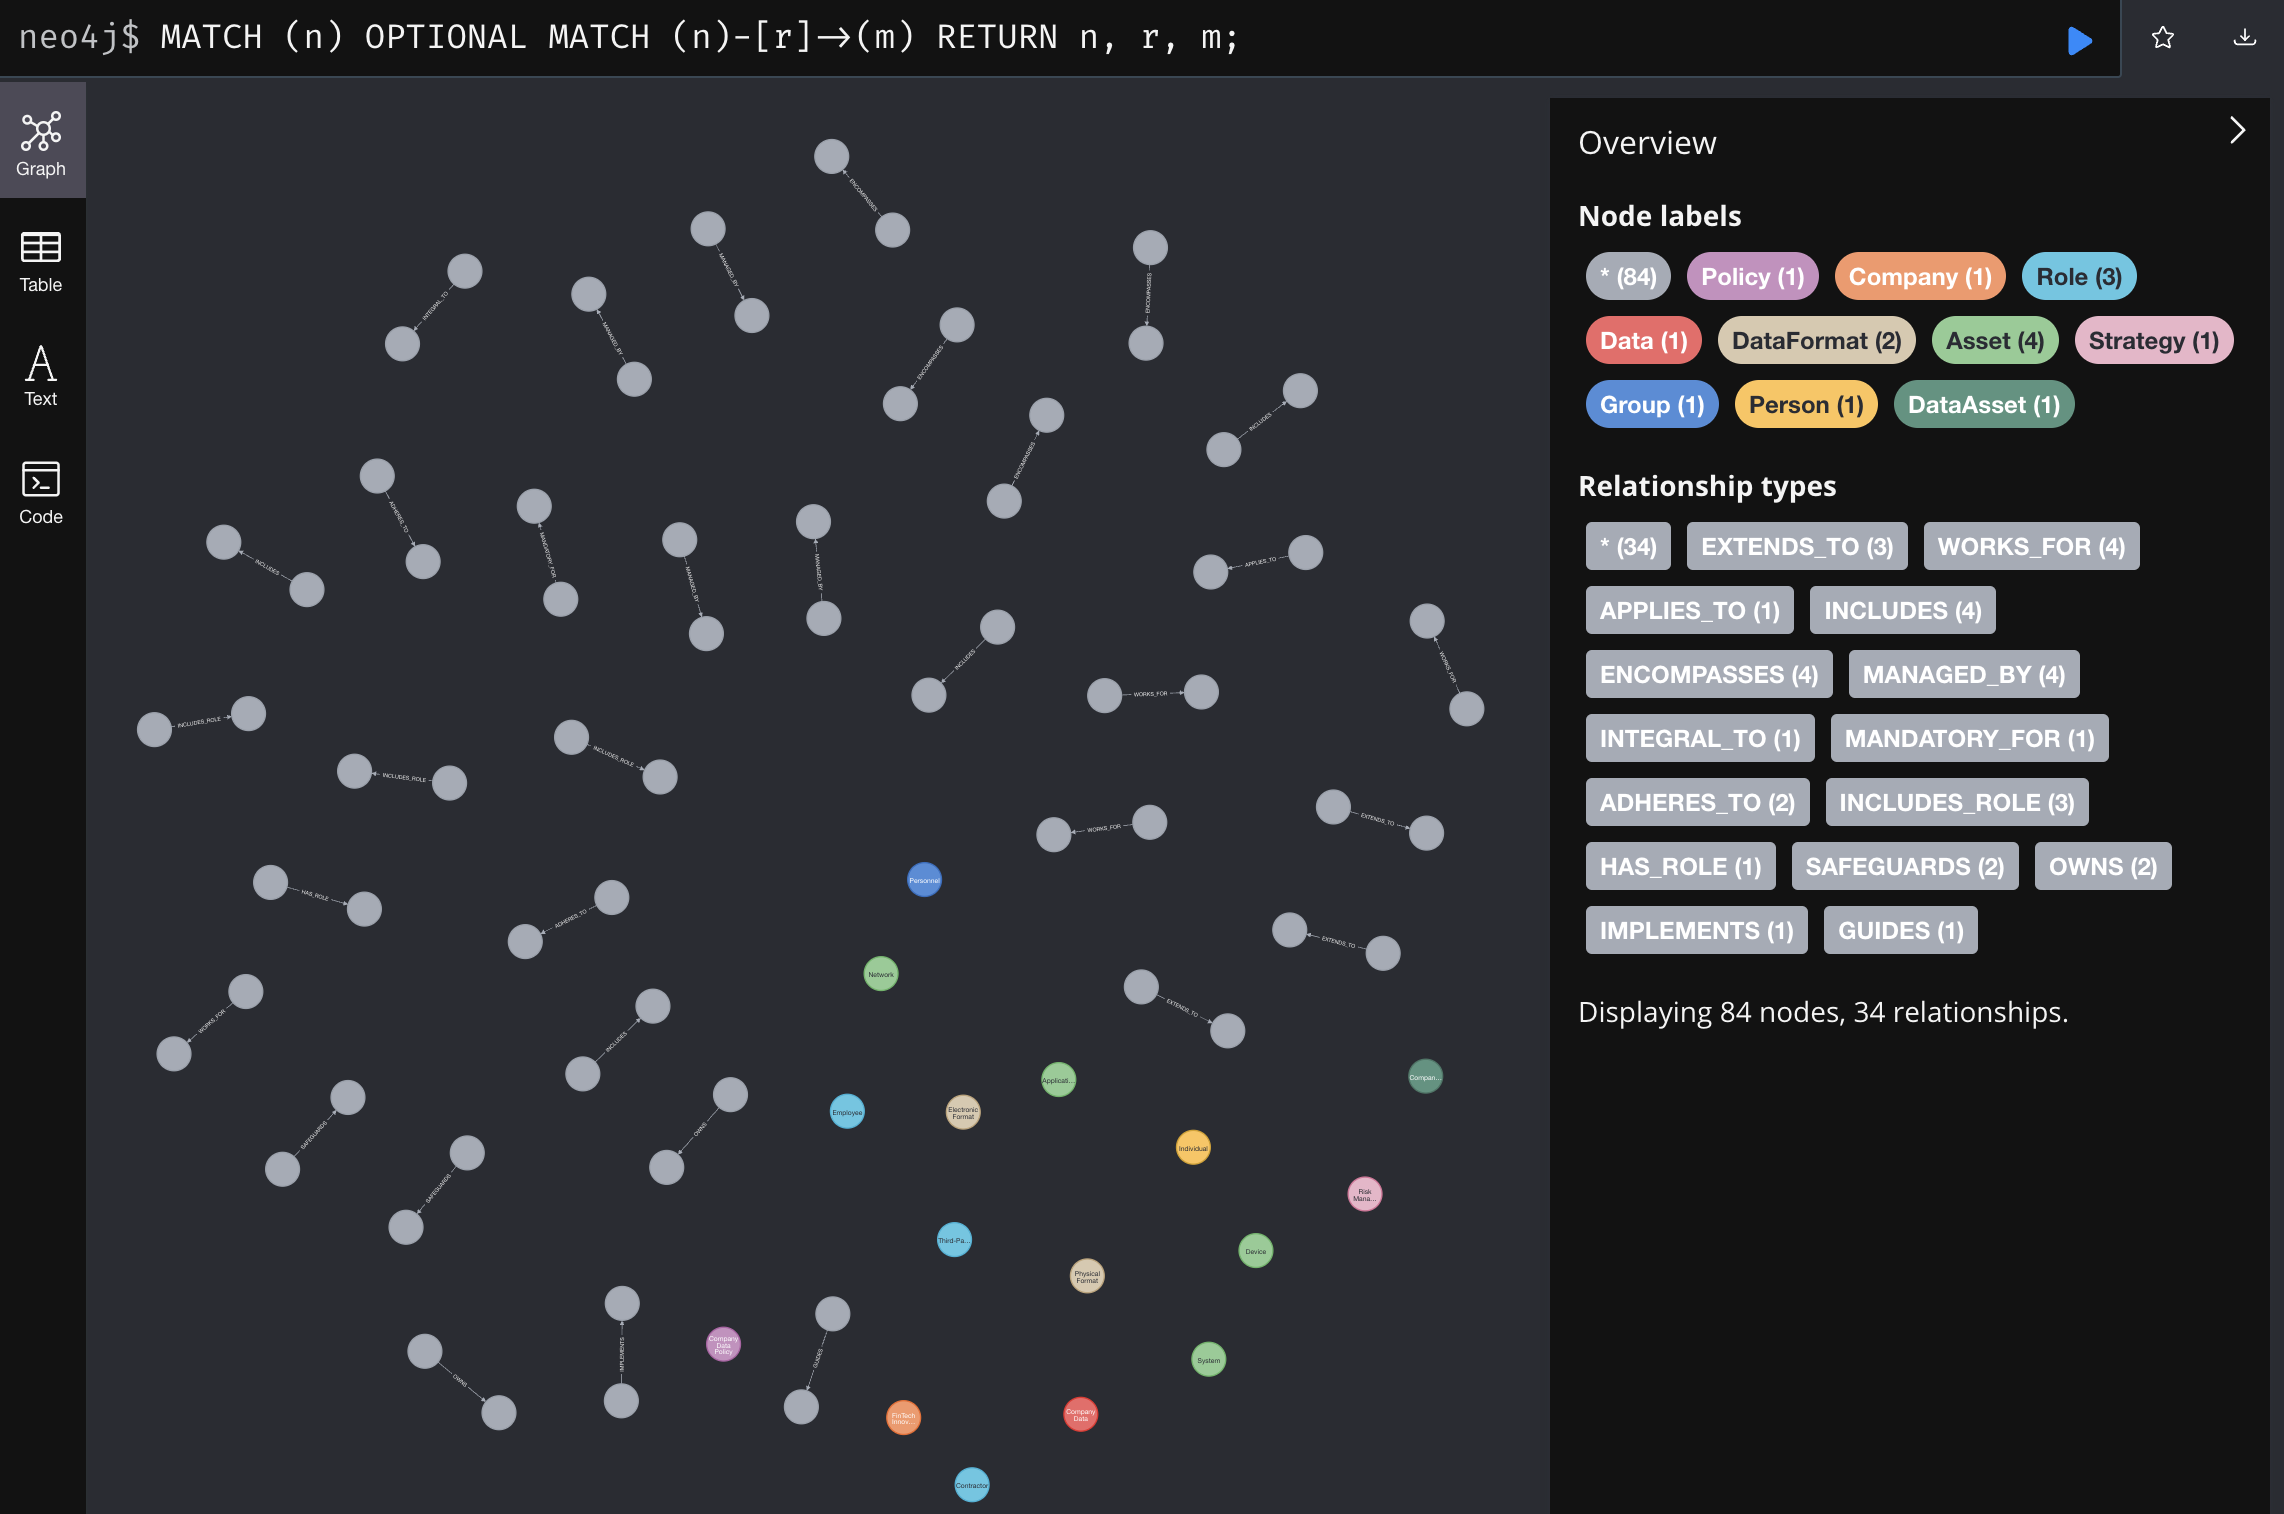 neo4j$ MATCH (n) OPTIONAL MATCH (n)-[r]->(m) RETURN n, r, m;
Graph
Table
Text
Code
ENCOMPASSES
MANAGED_BY
ENCOMPASSES
INTEGRAL_TO
MANAGED_BY
ENCOMPASSES
INCLUDES
ENCOMPASSES
ADHERES_TO
MANDATORY_FOR
INCLUDES
MANAGED_BY
MANAGED_BY
APPLIES_TO
INCLUDES
WORKS_FOR
WORKS_FOR
INCLUDES_ROLE
INCLUDES_ROLE
INCLUDES_ROLE
WORKS_FOR
EXTENDS_TO
Personnel
HAS_ROLE
ADHERES_TO
EXTENDS_TO
Network
EXTENDS_TO
WORKS_FOR
INCLUDES
Applicati...
Compan...
Employee
Electronic
Format
SAFEGUARDS
OWNS
Individual
SAFEGUARDS
Risk
Mana...
Third-Pa...
Device
Physical
Format
IMPLEMENTS
Company
Data
Policy
GUIDES
System
OWNS
FinTech
Innov...
Company
Data
Contractor
Overview
Node labels
* (84) Policy (1) Company (1) Role (3)
Data (1) DataFormat (2) Asset (4) Strategy (1)
Group (1) Person (1) DataAsset (1)
Relationship types
* (34) EXTENDS_TO (3) WORKS_FOR (4)
APPLIES_TO (1) INCLUDES (4)
ENCOMPASSES (4) MANAGED_BY (4)
INTEGRAL_TO (1) MANDATORY_FOR (1)
ADHERES_TO (2) INCLUDES_ROLE (3)
HAS_ROLE (1) SAFEGUARDS (2) OWNS (2)
IMPLEMENTS (1) GUIDES (1)
Displaying 84 nodes, 34 relationships.